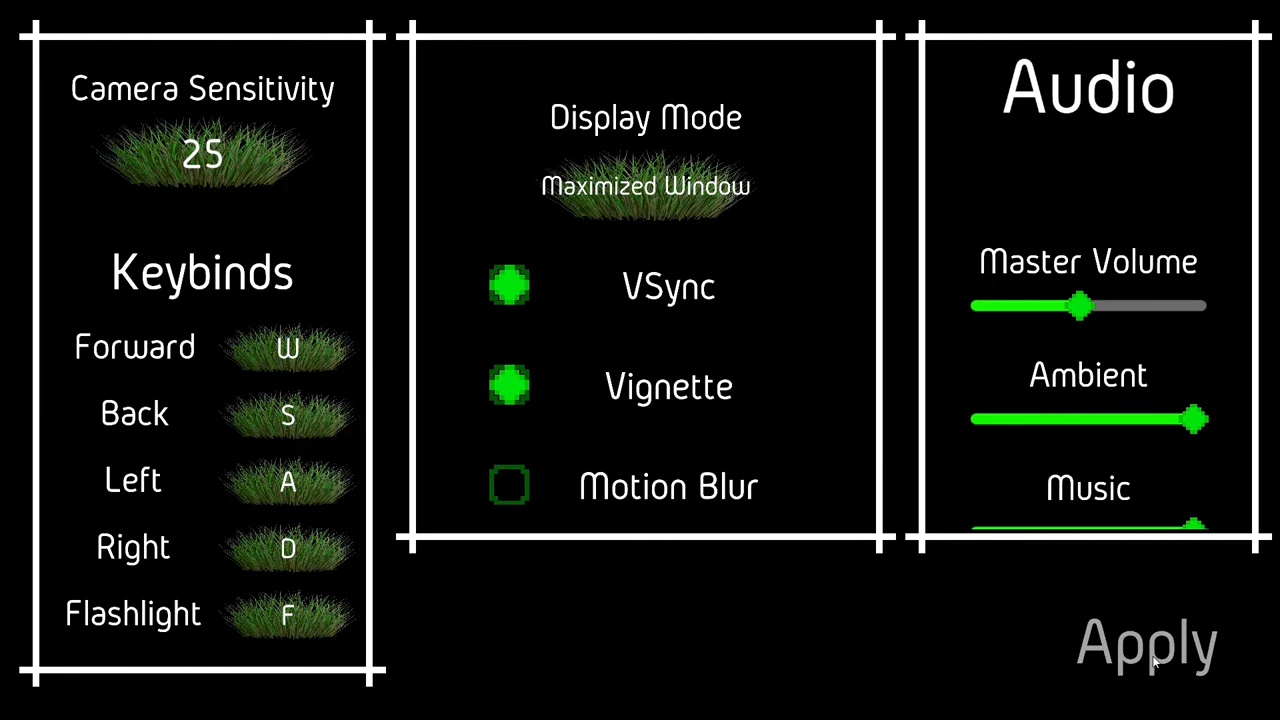 Camera Sensitivity
25
Keybinds
Forward W
Back S
Left A
Right D
Flashlight F
Display Mode
Maximized Window
VSync
Vignette
Motion Blur
Audio
Master Volume
Ambient
Music
Apply